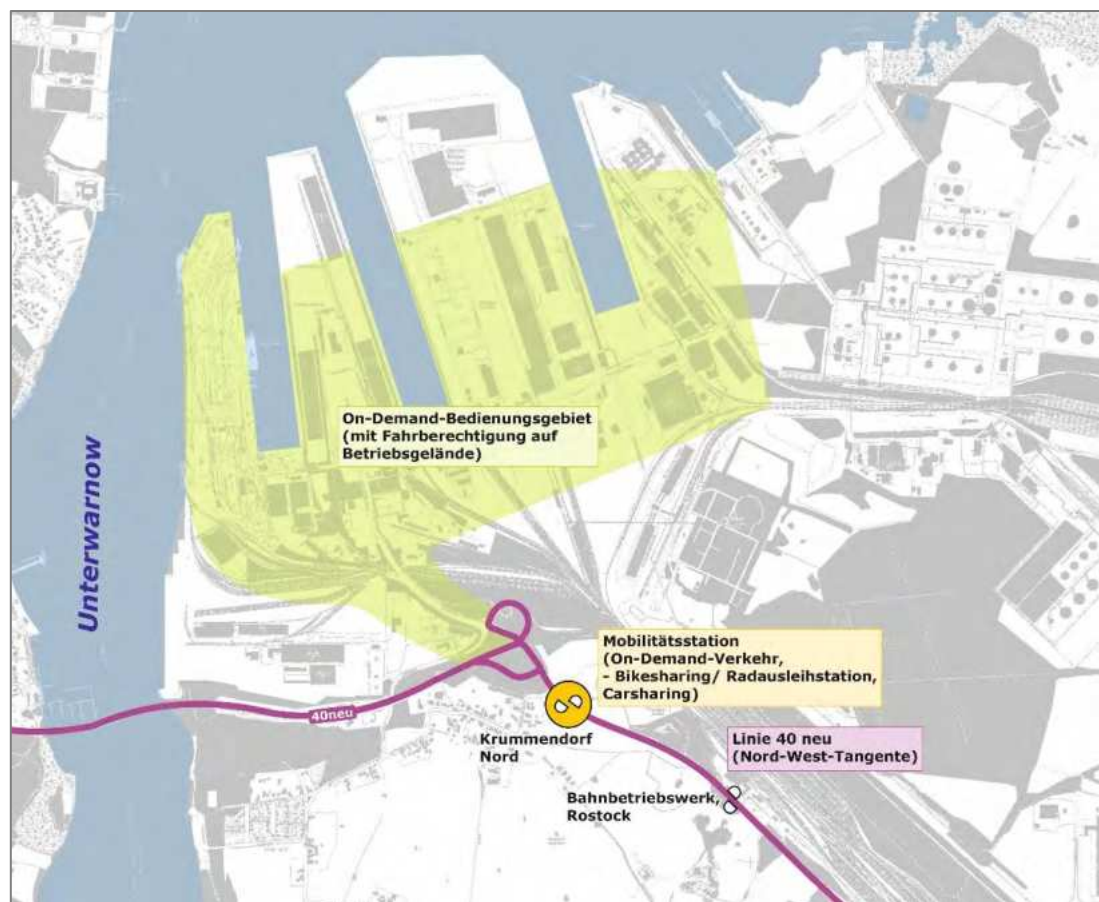 On-Demand-Bedienungsgebiet
(mit Fahrberechtigung auf
Betriebsgelände)
Unterwarnow
Mobilitätsstation
(On-Demand-Verkehr,
- Bikesharing/ Radausleihstation,
Carsharing)
40neu
Krummendorf
Nord
Linie 40 neu
(Nord-West-Tangente)
Bahnbetriebswerk,
Rostock